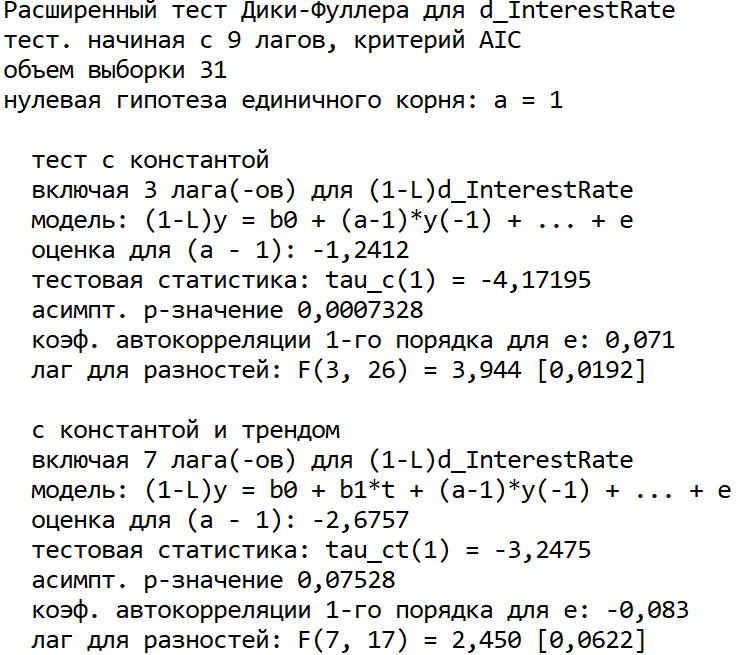 Расширенный тест Дики-Фуллера для d_InterestRate
тест. начиная с 9 лагов, критерий AIC
объем выборки 31
нулевая гипотеза единичного корня: a = 1
тест с константой
включая 3 лага(-ов) для (1-L)d_InterestRate
модель: (1-L)y = b0 + (a-1)*y(-1) + ... + e
оценка для (a - 1): -1,2412
тестовая статистика: tau_c(1) = -4,17195
асимпт. p-значение 0,0007328
коэф. автокорреляции 1-го порядка для e: 0,071
лаг для разностей: F(3, 26) = 3,944 [0,0192]
с константой и трендом
включая 7 лага(-ов) для (1-L)d_InterestRate
модель: (1-L)y = b0 + b1*t + (a-1)*y(-1) + ... + e
оценка для (a - 1): -2,6757
тестовая статистика: tau_ct(1) = -3,2475
асимпт. p-значение 0,07528
коэф. автокорреляции 1-го порядка для e: -0,083
лаг для разностей: F(7, 17) = 2,450 [0,0622]